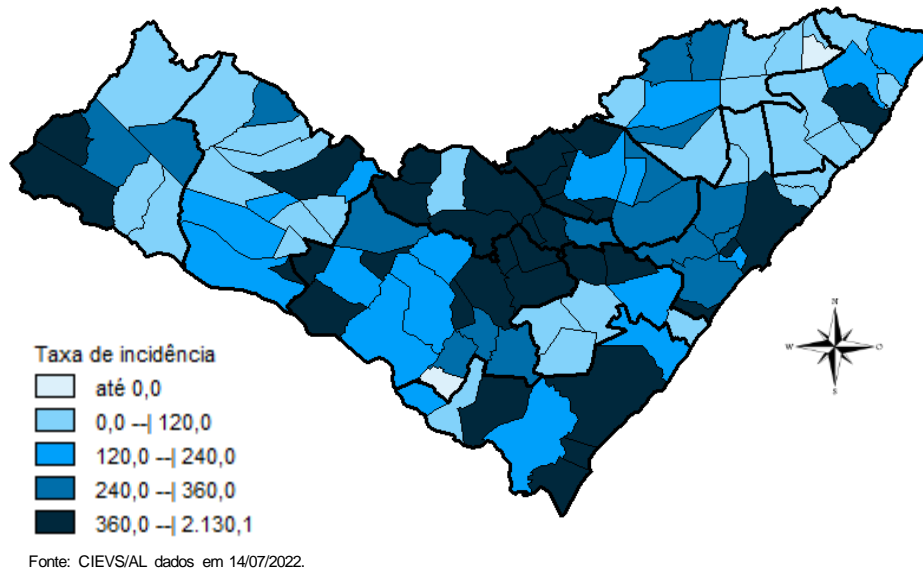 N
W
O
S
Taxa de incidência
até 0,0
0,0 --| 120,0
120,0 --| 240,0
240,0 --| 360,0
360,0 --| 2.130,1
Fonte: CIEVS/AL dados em 14/07/2022.